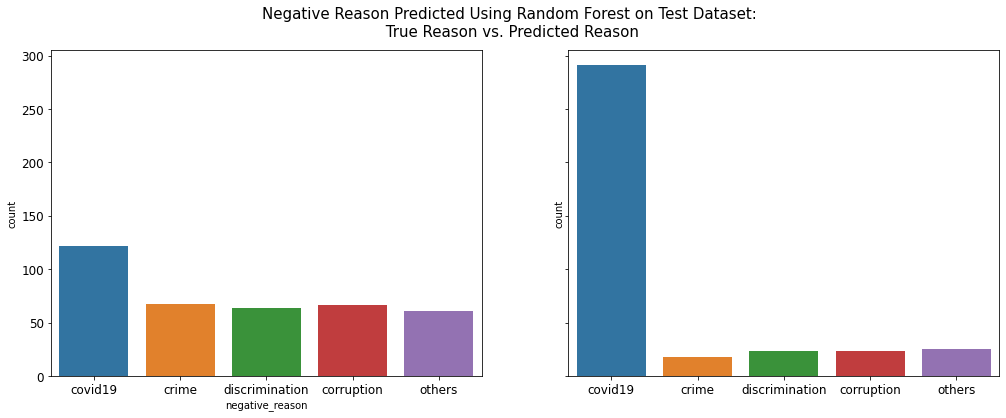 Negative Reason Predicted Using Random Forest on Test Dataset:
True Reason vs. Predicted Reason
300
250
200
150
100
50
0
count
covid19 crime discrimination corruption others
negative_reason
count
covid19 crime discrimination corruption others